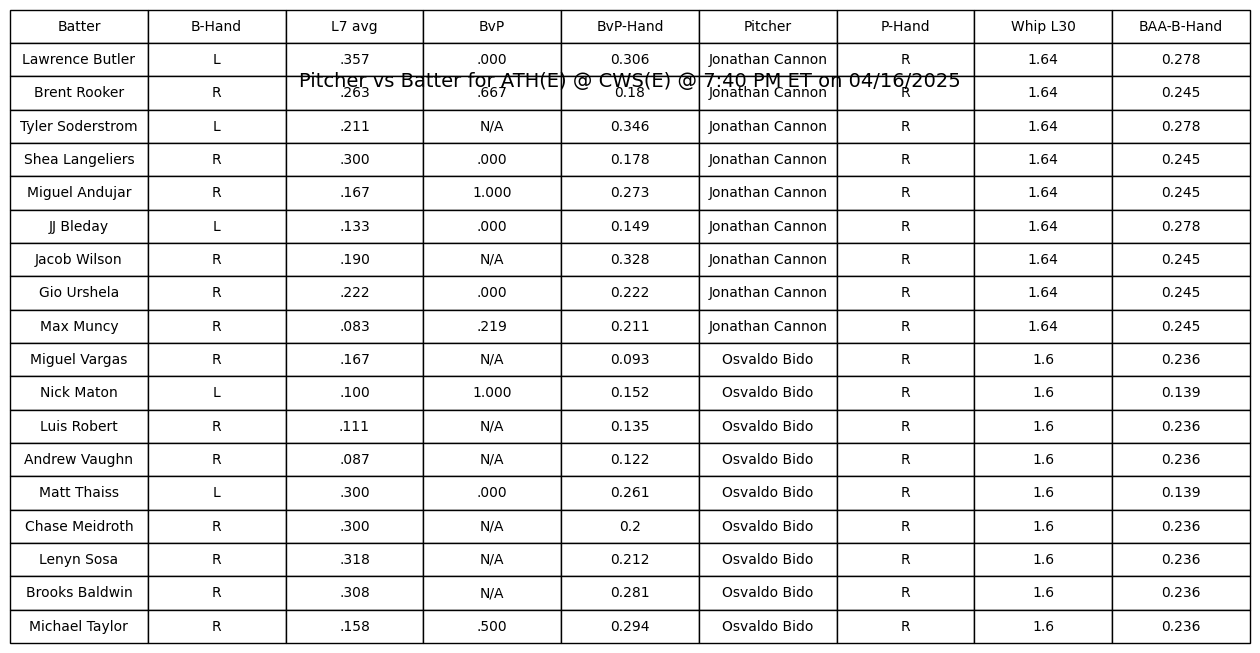 Batter B-Hand L7 avg BvP BvP-Hand Pitcher P-Hand Whip L30 BAA-B-Hand
Lawrence Butler L .357 .000 0.306 Jonathan Cannon R 1.64 0.278
Pitcher vs Batter for ATH(E) @ CWS(E) @ 7:40 PM ET on 04/16/2025
Brent Rooker R .263 .667 0.18 Jonathan Cannon R 1.64 0.245
Tyler Soderstrom L .211 N/A 0.346 Jonathan Cannon R 1.64 0.278
Shea Langeliers R .300 .000 0.178 Jonathan Cannon R 1.64 0.245
Miguel Andujar R .167 1.000 0.273 Jonathan Cannon R 1.64 0.245
JJ Bleday L .133 .000 0.149 Jonathan Cannon R 1.64 0.278
Jacob Wilson R .190 N/A 0.328 Jonathan Cannon R 1.64 0.245
Gio Urshela R .222 .000 0.222 Jonathan Cannon R 1.64 0.245
Max Muncy R .083 .219 0.211 Jonathan Cannon R 1.64 0.245
Miguel Vargas R .167 N/A 0.093 Osvaldo Bido R 1.6 0.236
Nick Maton L .100 1.000 0.152 Osvaldo Bido R 1.6 0.139
Luis Robert R .111 N/A 0.135 Osvaldo Bido R 1.6 0.236
Andrew Vaughn R .087 N/A 0.122 Osvaldo Bido R 1.6 0.236
Matt Thaiss L .300 .000 0.261 Osvaldo Bido R 1.6 0.139
Chase Meidroth R .300 N/A 0.2 Osvaldo Bido R 1.6 0.236
Lenyn Sosa R .318 N/A 0.212 Osvaldo Bido R 1.6 0.236
Brooks Baldwin R .308 N/A 0.281 Osvaldo Bido R 1.6 0.236
Michael Taylor R .158 .500 0.294 Osvaldo Bido R 1.6 0.236